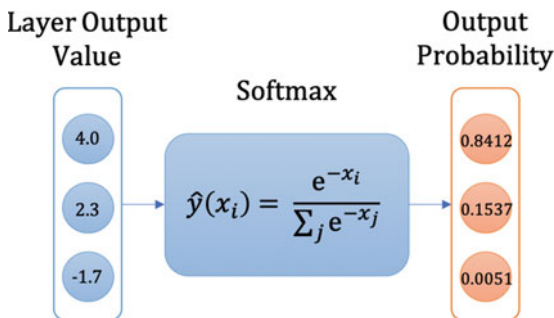 Layer Output
Value
Output
Probability
Softmax
4.0
2.3
-1.7
ŷ(xᵢ) = e^{-xᵢ} / ∑ⱼ e^{-xⱼ}
0.8412
0.1537
0.0051